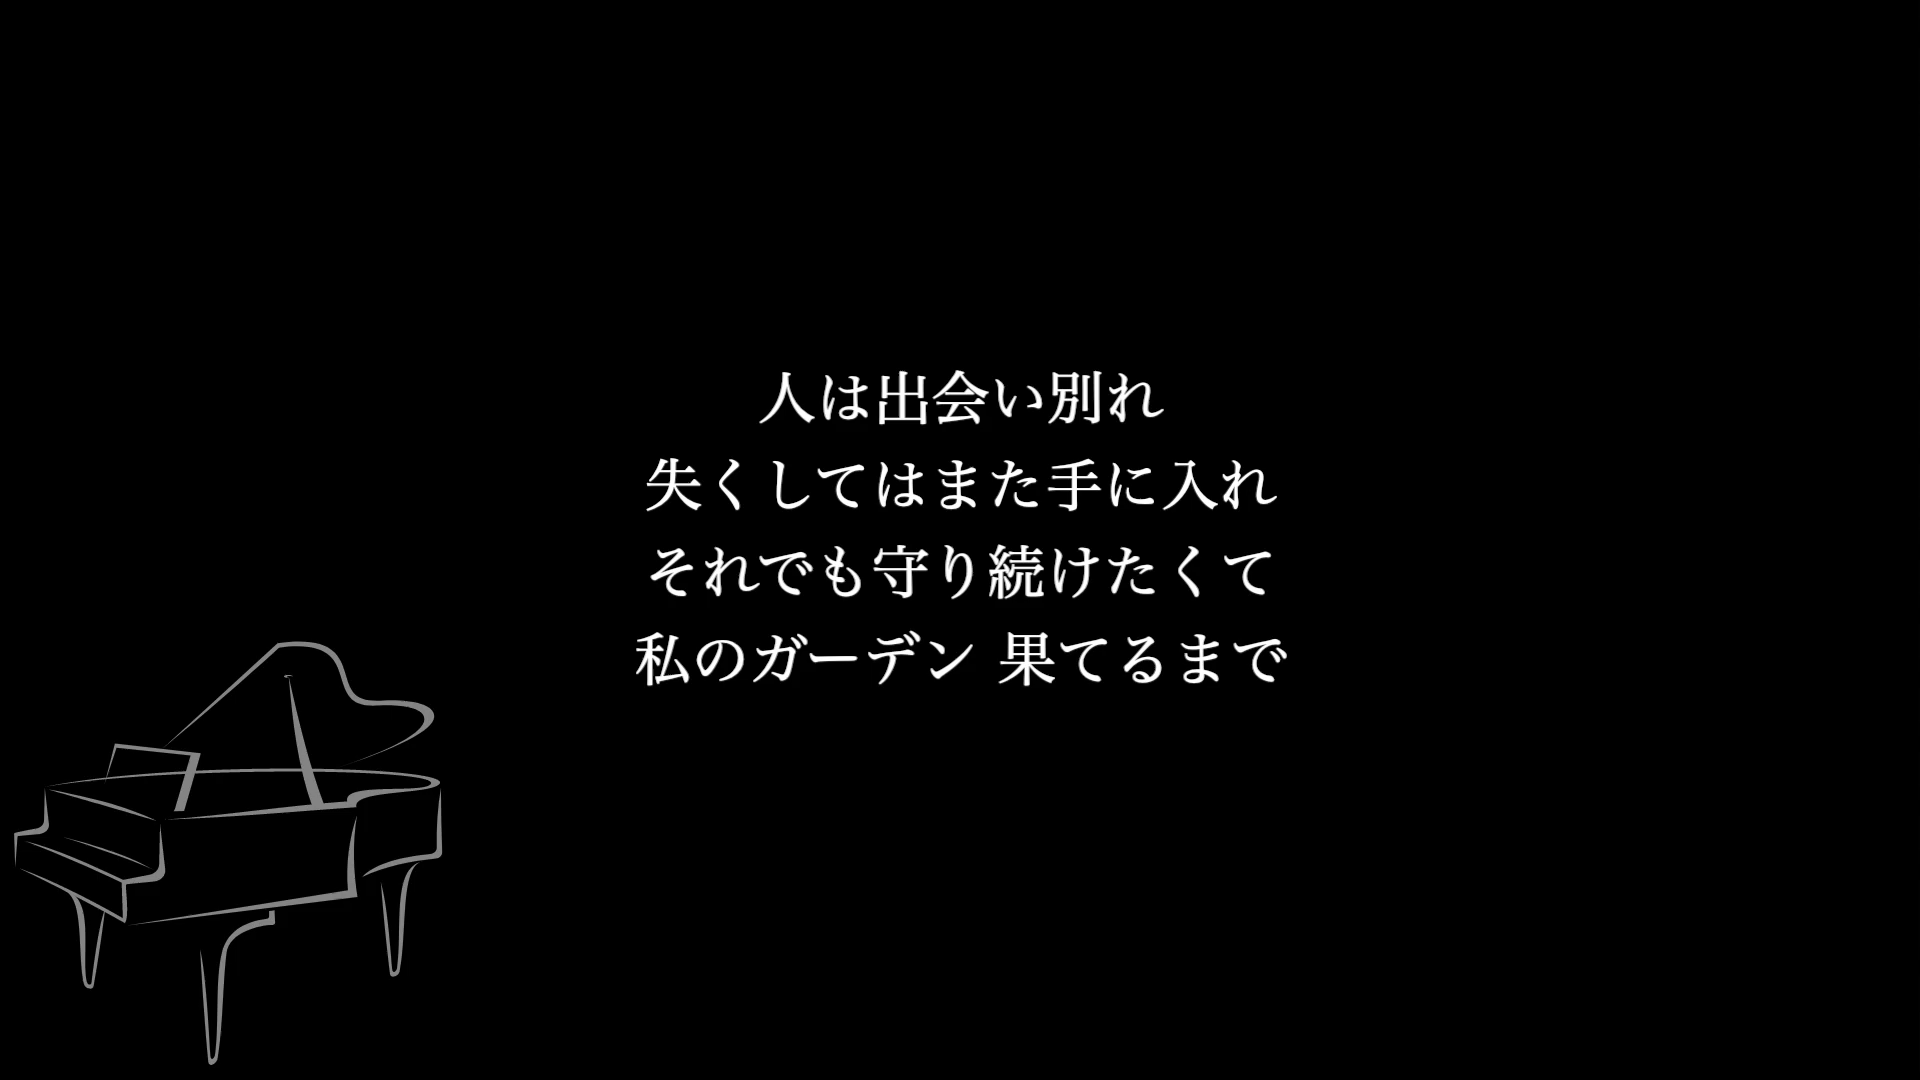 人は出会い別れ
失くしてはまた手に入れ
それでも守り続けたくて
私のガーデン 果てるまで